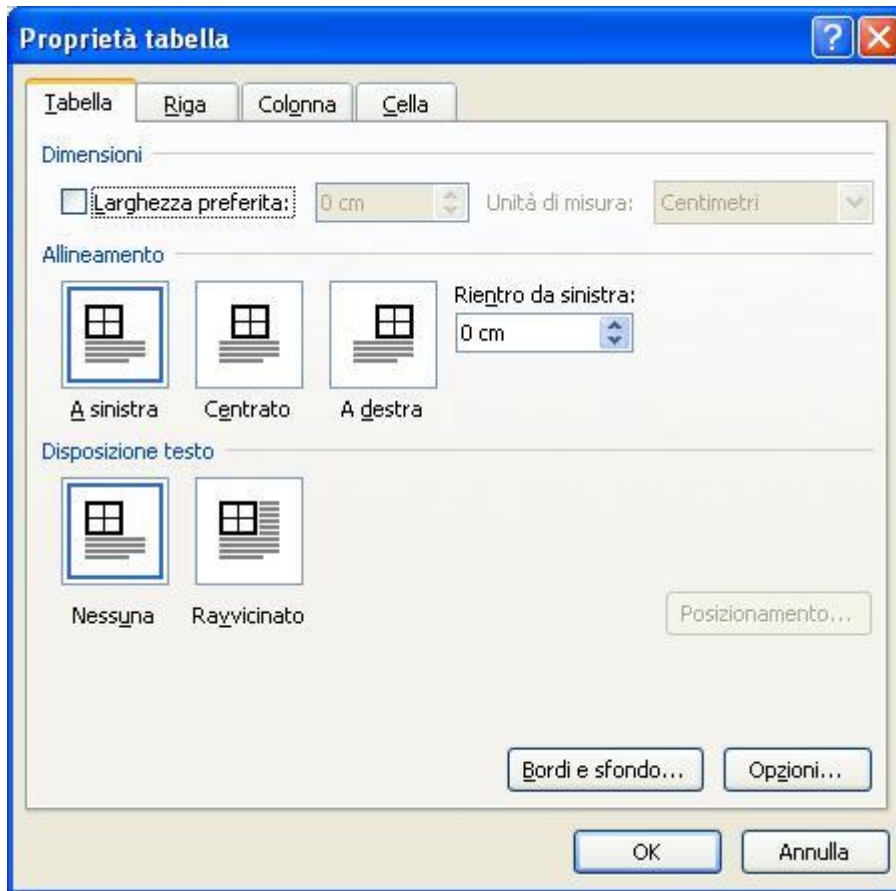 Proprietà tabella
Tabella Riga Colonna Cella
Dimensioni
Larghezza preferita: 0 cm Unità di misura: Centimetri
Allineamento
Rientro da sinistra:
0 cm
A sinistra Centrato A destra
Disposizione testo
Nessuna Ravvicinato
Posizionamento...
Bordi e sfondo... Opzioni...
OK Annulla